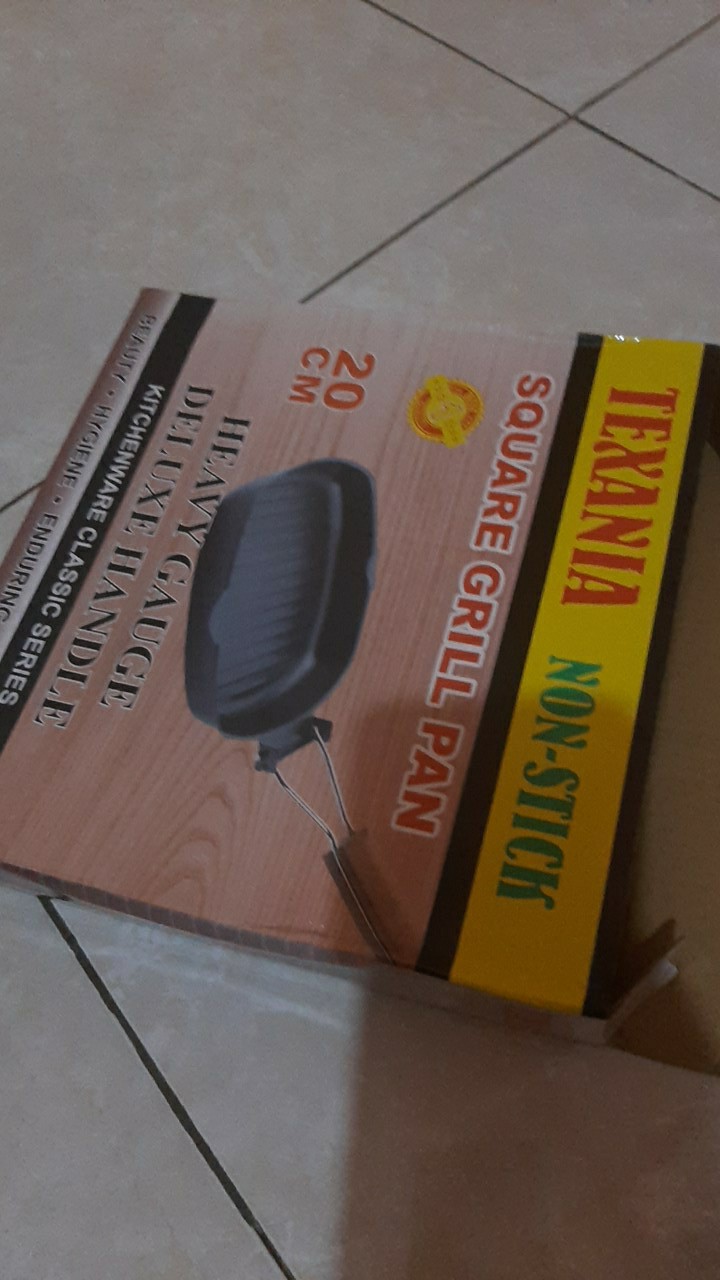 TEXANIA NON-STICK
SQUARE GRILL PAN
20
CM
HEAVY GAUGE
DELUXE HANDLE
KITCHENWARE CLASSIC SERIES
BEAUTY • HYGIENE • ENDURING